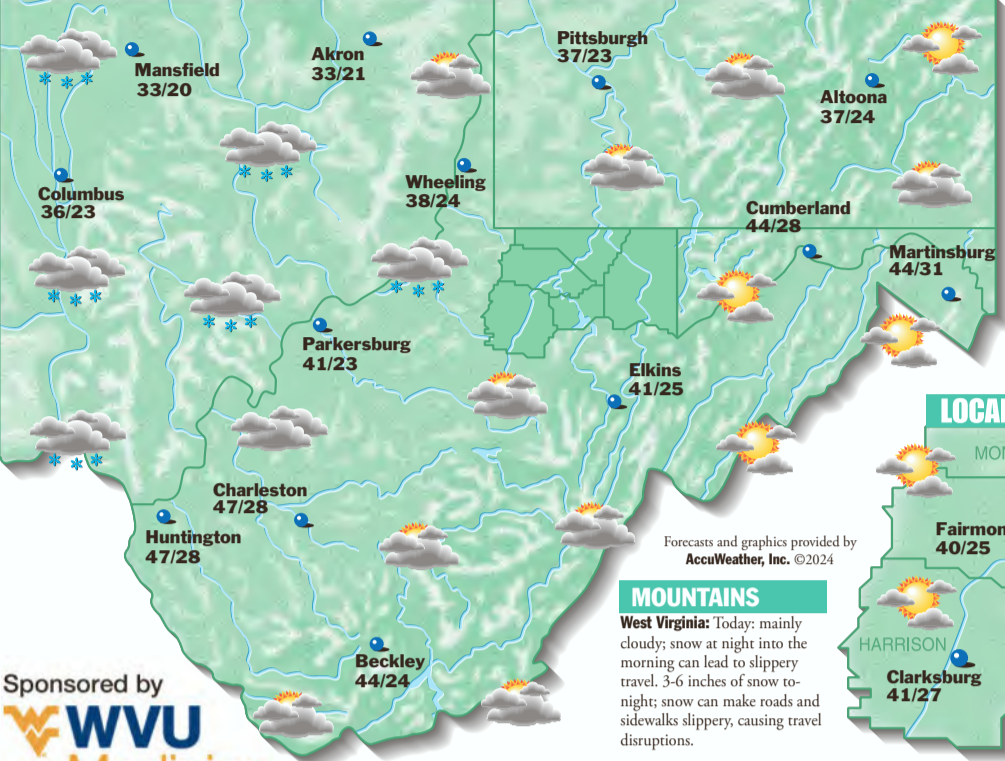 Mansfield
33/20
Akron
33/21
Pittsburgh
37/23
Altoona
37/24
Columbus
36/23
Wheeling
38/24
Cumberland
44/28
Martinsburg
44/31
Parkersburg
41/23
Elkins
41/25
Charleston
47/28
Huntington
47/28
Beckley
44/24
Forecasts and graphics provided by
AccuWeather, Inc. ©2024
MOUNTAINS
West Virginia: Today: mainly
cloudy; snow at night into the
morning can lead to slippery
travel. 3-6 inches of snow to-
night; snow can make roads and
sidewalks slippery, causing travel
disruptions.
LOCAL
MON
Fairmon
40/25
HARRISON
Clarksburg
41/27
Sponsored by
WVU